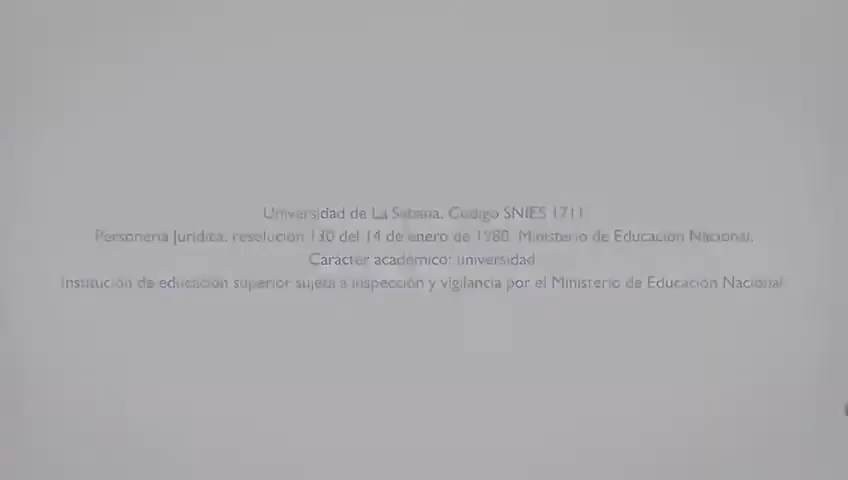 Universidad de La Sabana. Código SNIES 1711
Personería Jurídica, resolución 130 del 14 de enero de 1980. Ministerio de Educación Nacional.
Carácter académico: universidad
Institución de educación superior sujeta a inspección y vigilancia por el Ministerio de Educación Nacional.